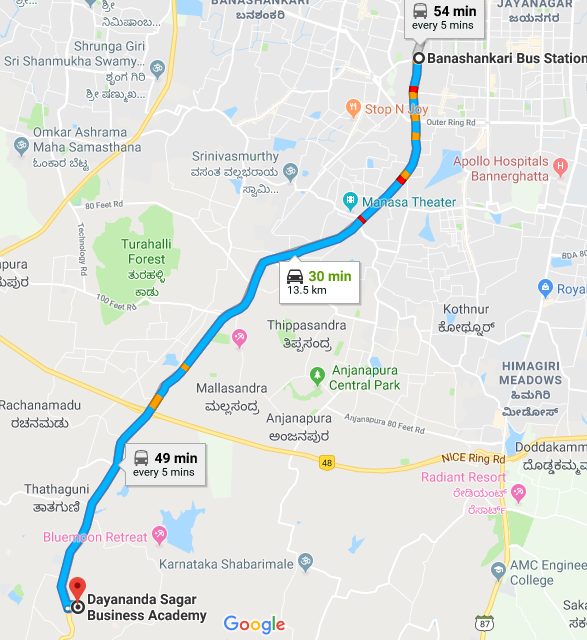 BANASHANKARI
ಬನಶಂಕರಿ
JAYANAGAR
ಜಯನಗರ
54 min
every 5 mins
Banashankari Bus Station
Shrunga Giri
Sri Shanmukha Swamy...
ಶೃಂಗ ಗಿರಿ
ಶ್ರೀ ಷಣ್ಮುಖ...
Stop N Joy
Outer Ring Rd
Omkar Ashrama
Maha Samasthana
ಓಂಕಾರ ಬೆಟ್ಟ
Srinivasmurthy
ವಸಂತ ವಲ್ಲಭರಾಯ
ಸ್ವಾಮಿ...
Apollo Hospitals
Bannerghatta
Manasa Theater
80 Feet Rd
Technology Rd
Turahalli
Forest
ತುರಹಳ್ಳಿ
ಕಾಡು
BDA
100 Feet Rd
30 min
13.5 km
Royal
Kothnur
ಕೋಥ್ನೂರ್
Thippasandra
ತಿಪ್ಪಸಂದ್ರ
Anjanapura
Central Park
HIMAGIRI
MEADOWS
ಹಿಮಗಿರಿ
ಮೀಡೋಸ್
Mallasandra
ಮಲ್ಲಸಂದ್ರ
Rachanamadu
ರಚನಮಡು
Anjanapura
ಅಂಜನಪುರ
Anjanapura 80 Feet Rd
Doddakamm
49 min
every 5 mins
48
NICE Ring Rd
Radiant Resort
ರೇಡಿಯಂಟ್
ರೆಸಾರ್ಟ್
Thathaguni
ತಾತಗುಣಿ
Bluemoon Retreat
Karnataka Shabarimale
AMC Engine
College
Dayananda Sagar
Business Academy
Google
87